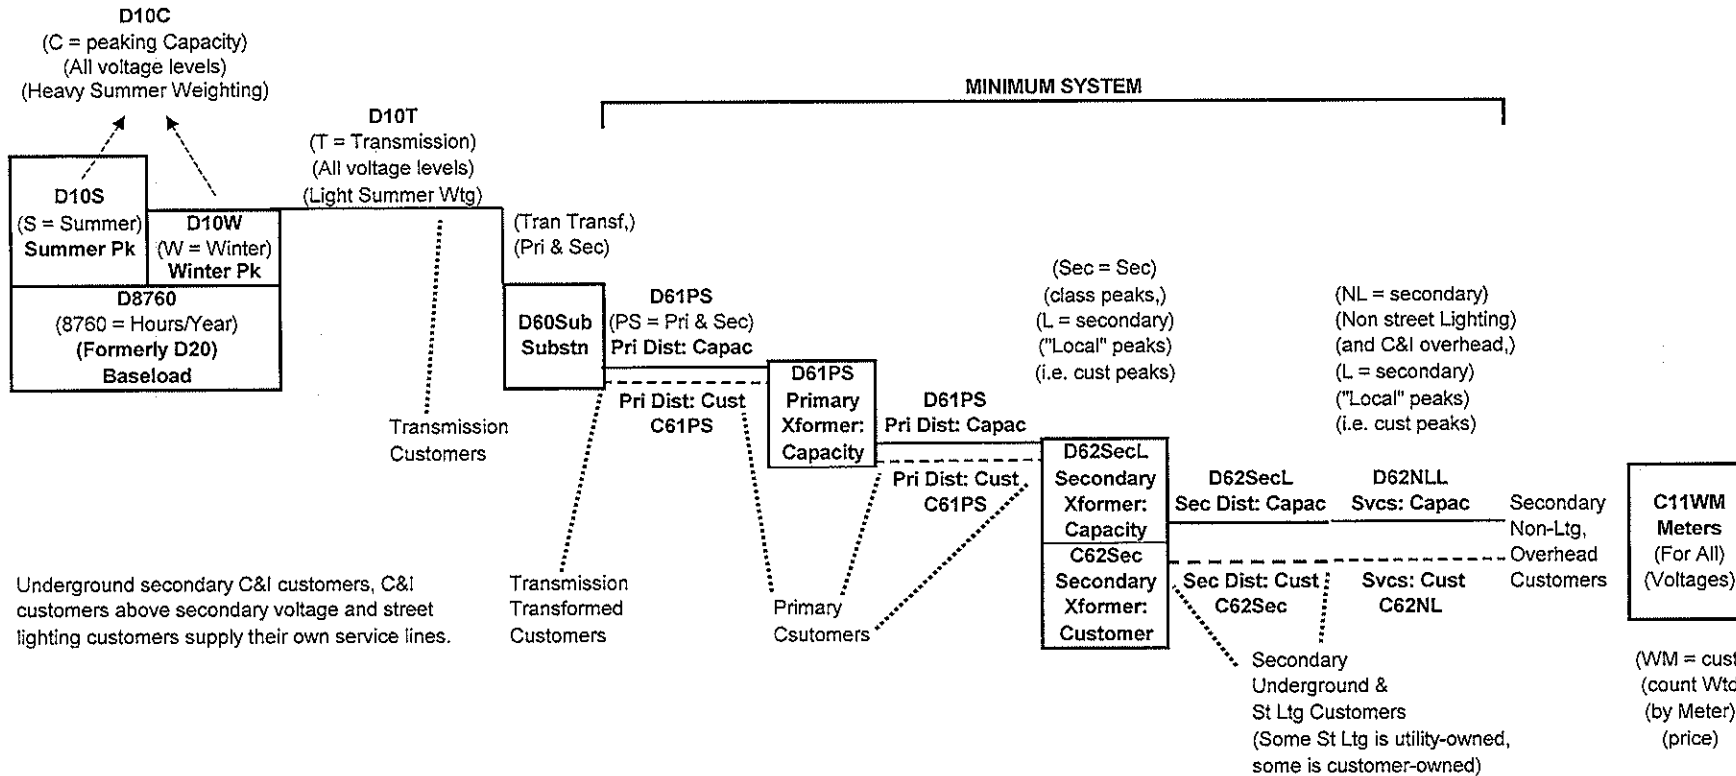 D10C
(C = peaking Capacity)
(All voltage levels)
(Heavy Summer Weighting)
MINIMUM SYSTEM
D10T
(T = Transmission)
(All voltage levels)
(Light Summer Wtg)
D10S
(S = Summer)
Summer Pk
D10W
(W = Winter)
Winter Pk
D8760
(8760 = Hours/Year)
(Formerly D20)
Baseload
(Tran Transf,)
(Pri & Sec)
Transmission
Customers
D60Sub
Substn
D61PS
(PS = Pri & Sec)
Pri Dist: Capac
Pri Dist: Cust
C61PS
D61PS
Primary
Xformer:
Capacity
D61PS
Pri Dist: Capac
Pri Dist: Cust
C61PS
(Sec = Sec)
(class peaks,)
(L = secondary)
("Local" peaks)
(i.e. cust peaks)
D62SecL
Secondary
Xformer:
Capacity
C62Sec
Secondary
Xformer:
Customer
(NL = secondary)
(Non street Lighting)
(and C&I overhead,)
(L = secondary)
("Local" peaks)
(i.e. cust peaks)
D62SecL
Sec Dist: Capac
Sec Dist: Cust
C62Sec
D62NLL
Svcs: Capac
Svcs: Cust
C62NL
Secondary
Non-Ltg,
Overhead
Customers
C11WM
Meters
(For All)
(Voltages)
(WM = cust
(count Wtd
(by Meter)
(price)
Underground secondary C&I customers, C&I
customers above secondary voltage and street
lighting customers supply their own service lines.
Transmission
Transformed
Customers
Primary
Csutomers
Secondary
Underground &
St Ltg Customers
(Some St Ltg is utility-owned,
some is customer-owned)